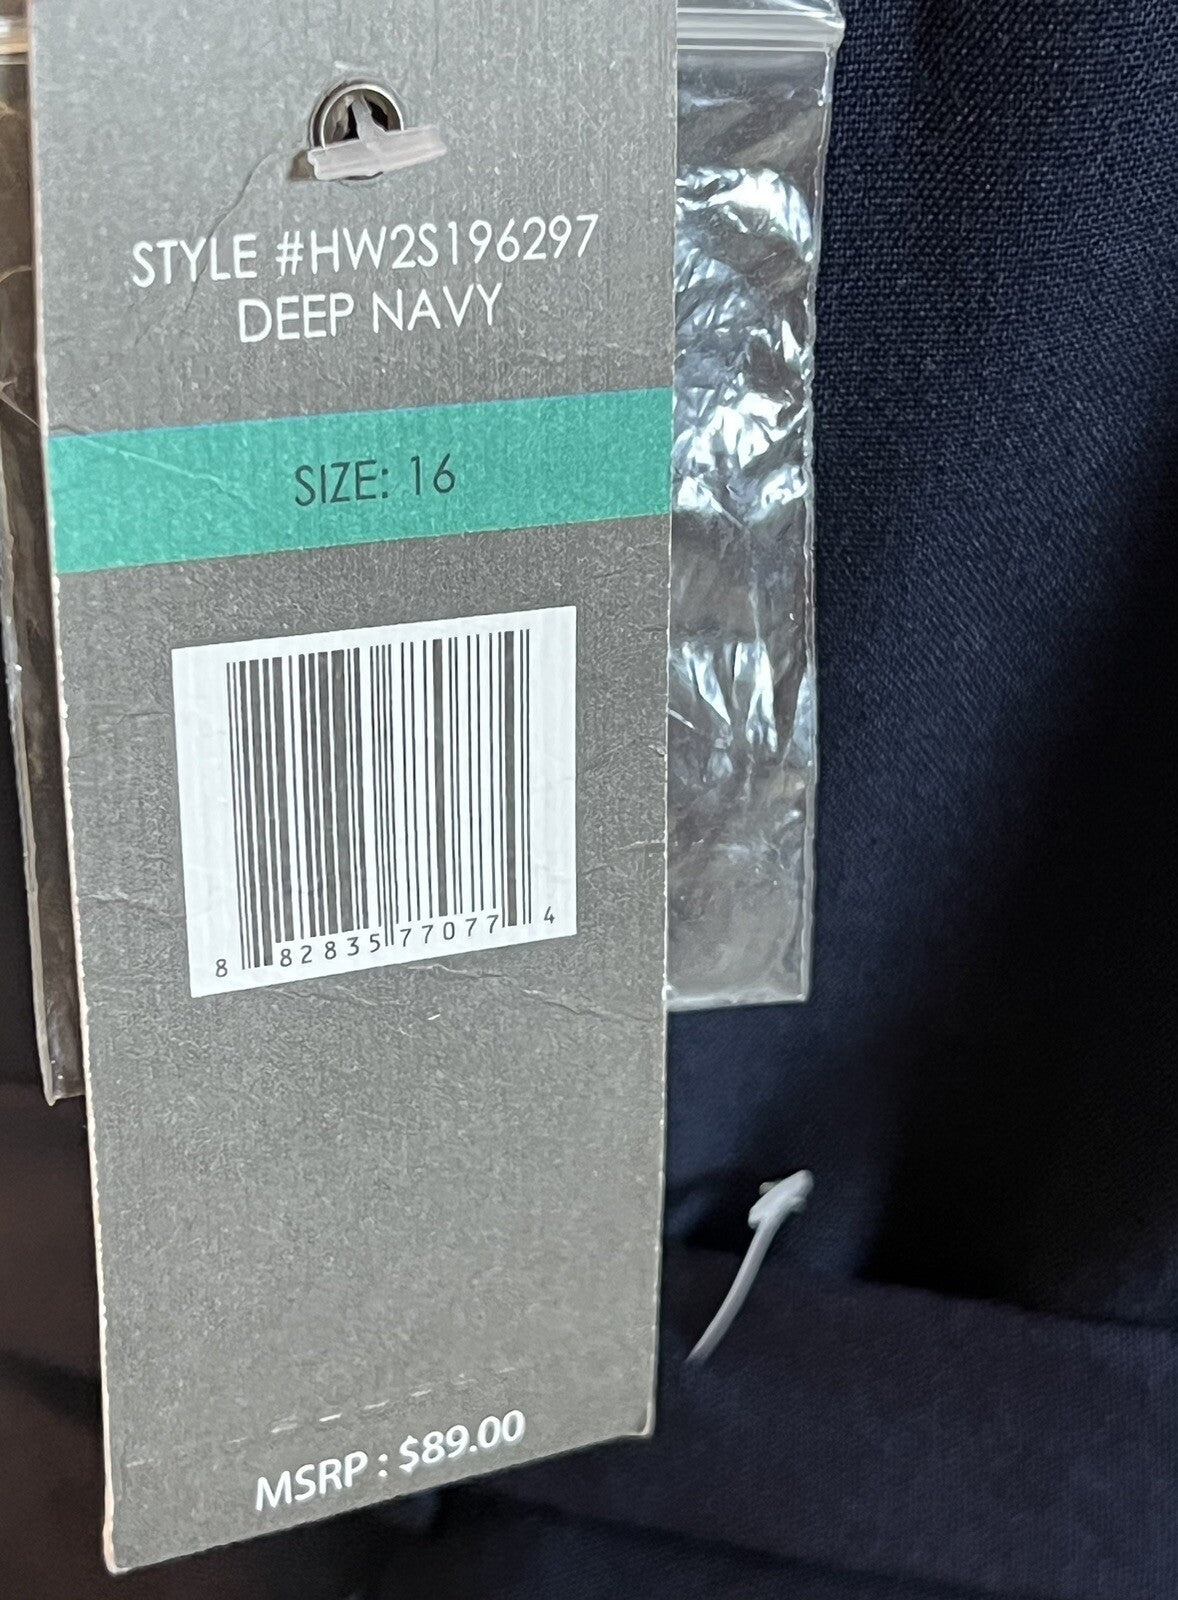 STYLE #HW2S196297
DEEP NAVY
SIZE: 16
8 82835 77077 4
MSRP : $89.00